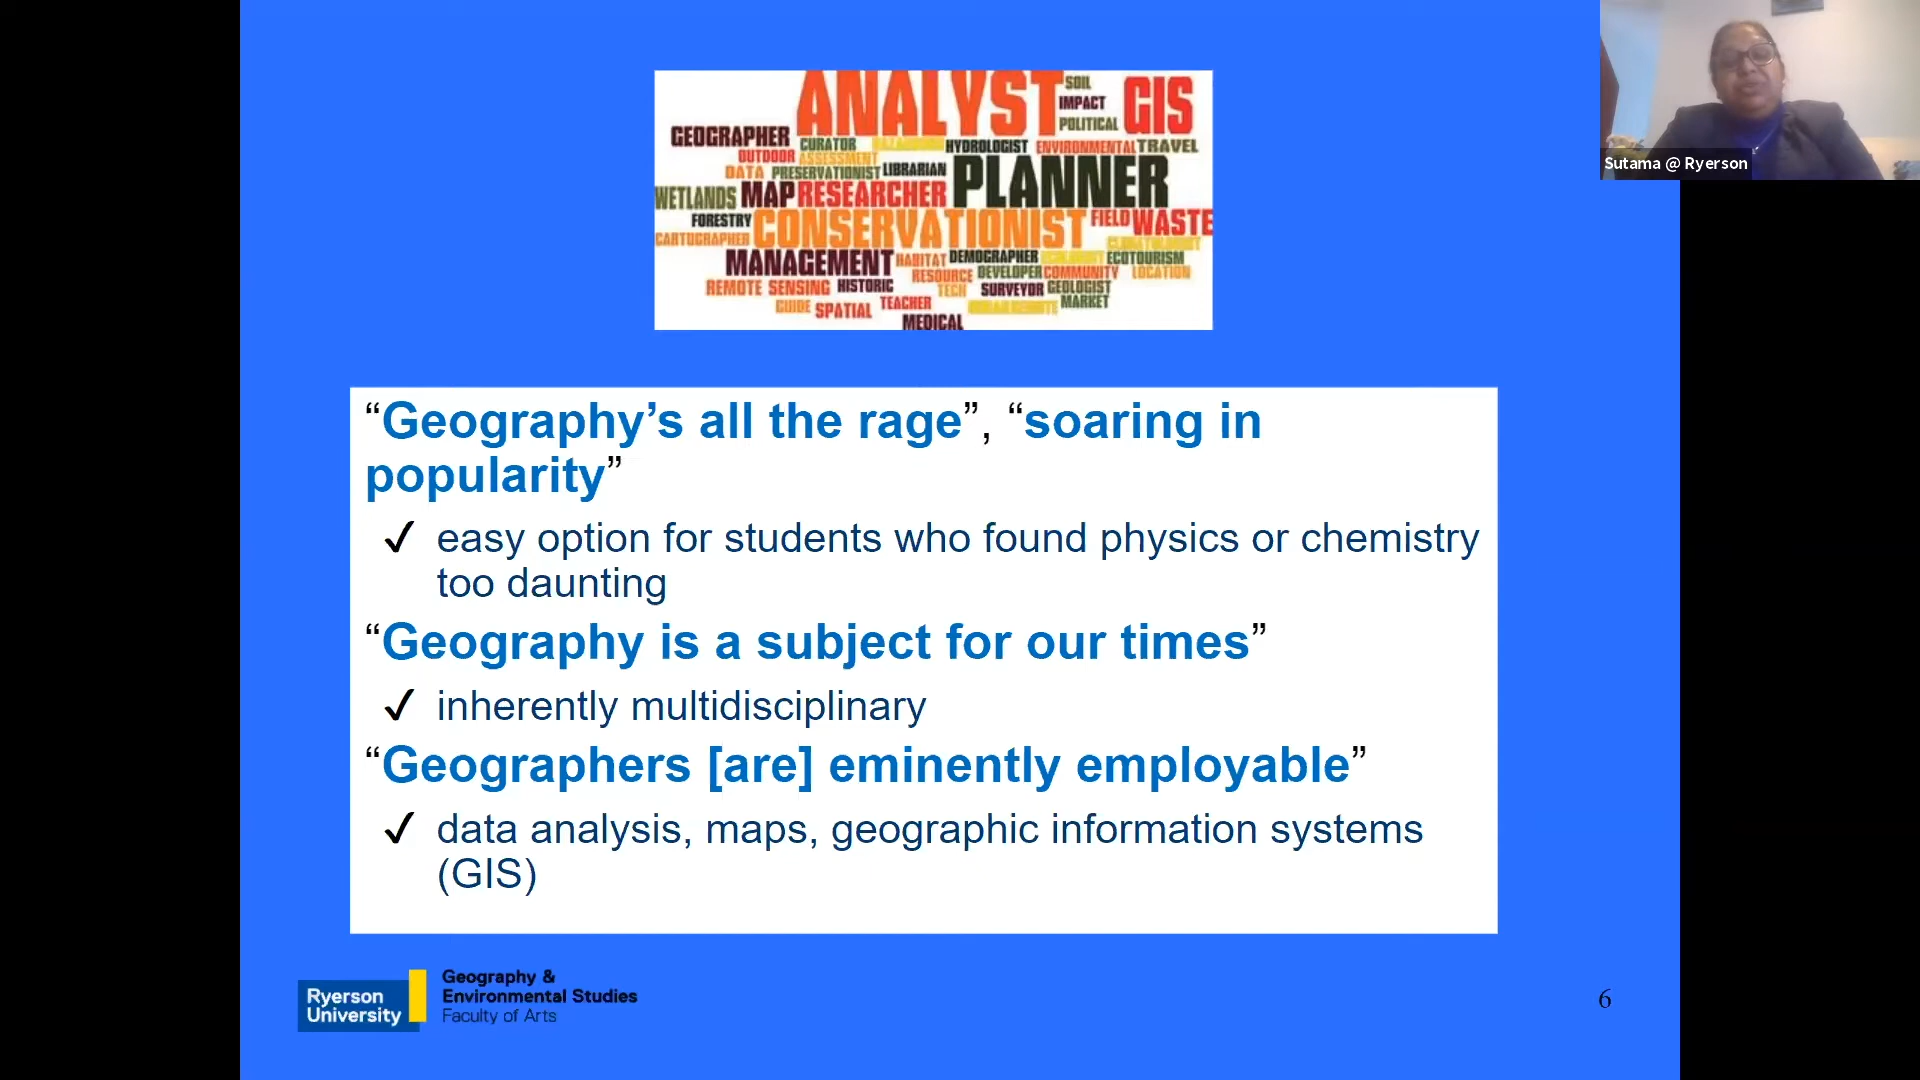 ANALYST SOIL
IMPACT GIS
POLITICAL
GEOGRAPHER CURATOR HYDROLOGIST ENVIRONMENTAL TRAVEL
OUTDOOR ASSESSMENT
DATA PRESERVATIONIST LIBRARIAN PLANNER
WETLANDS MAP RESEARCHER
FORESTRY CONSERVATIONIST FIELD WASTE
CARTOGRAPHER CLIMATOLOGIST
MANAGEMENT HABITAT DEMOGRAPHER ECOLOGIST ECOTOURISM
RESOURCE DEVELOPER COMMUNITY LOCATION
REMOTE SENSING HISTORIC TECH SURVEYOR GEOLOGIST
GUIDE SPATIAL TEACHER MARKET
MEDICAL
Sutama @ Ryerson
“Geography’s all the rage”, “soaring in
popularity”
✓ easy option for students who found physics or chemistry
too daunting
“Geography is a subject for our times”
✓ inherently multidisciplinary
“Geographers [are] eminently employable”
✓ data analysis, maps, geographic information systems
(GIS)
Ryerson
University
Geography &
Environmental Studies
Faculty of Arts
6